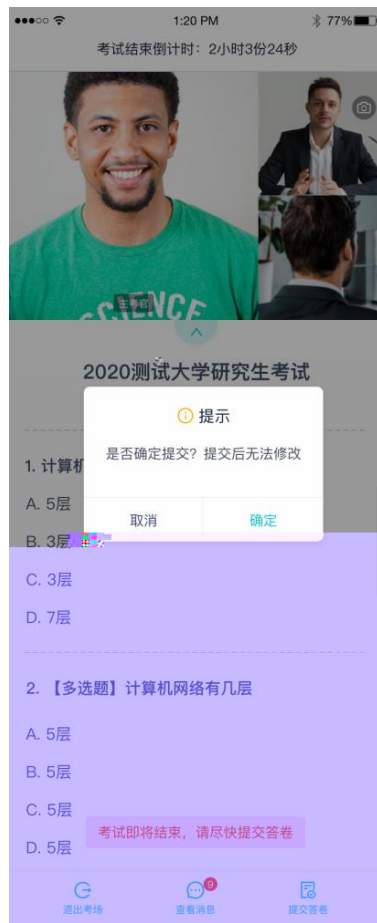 1:20 PM
77%
考试结束倒计时：2小时3份24秒
SCIENCE
主考官
2020测试大学研究生考试
提示
是否确定提交？提交后无法修改
取消
确定
1. 计算机
A. 5层
B. 3层
C. 3层
D. 7层
2. 【多选题】计算机网络有几层
A. 5层
B. 5层
C. 5层
D. 5层
考试即将结束，请尽快提交答卷
9
退出考场
查看消息
提交答卷